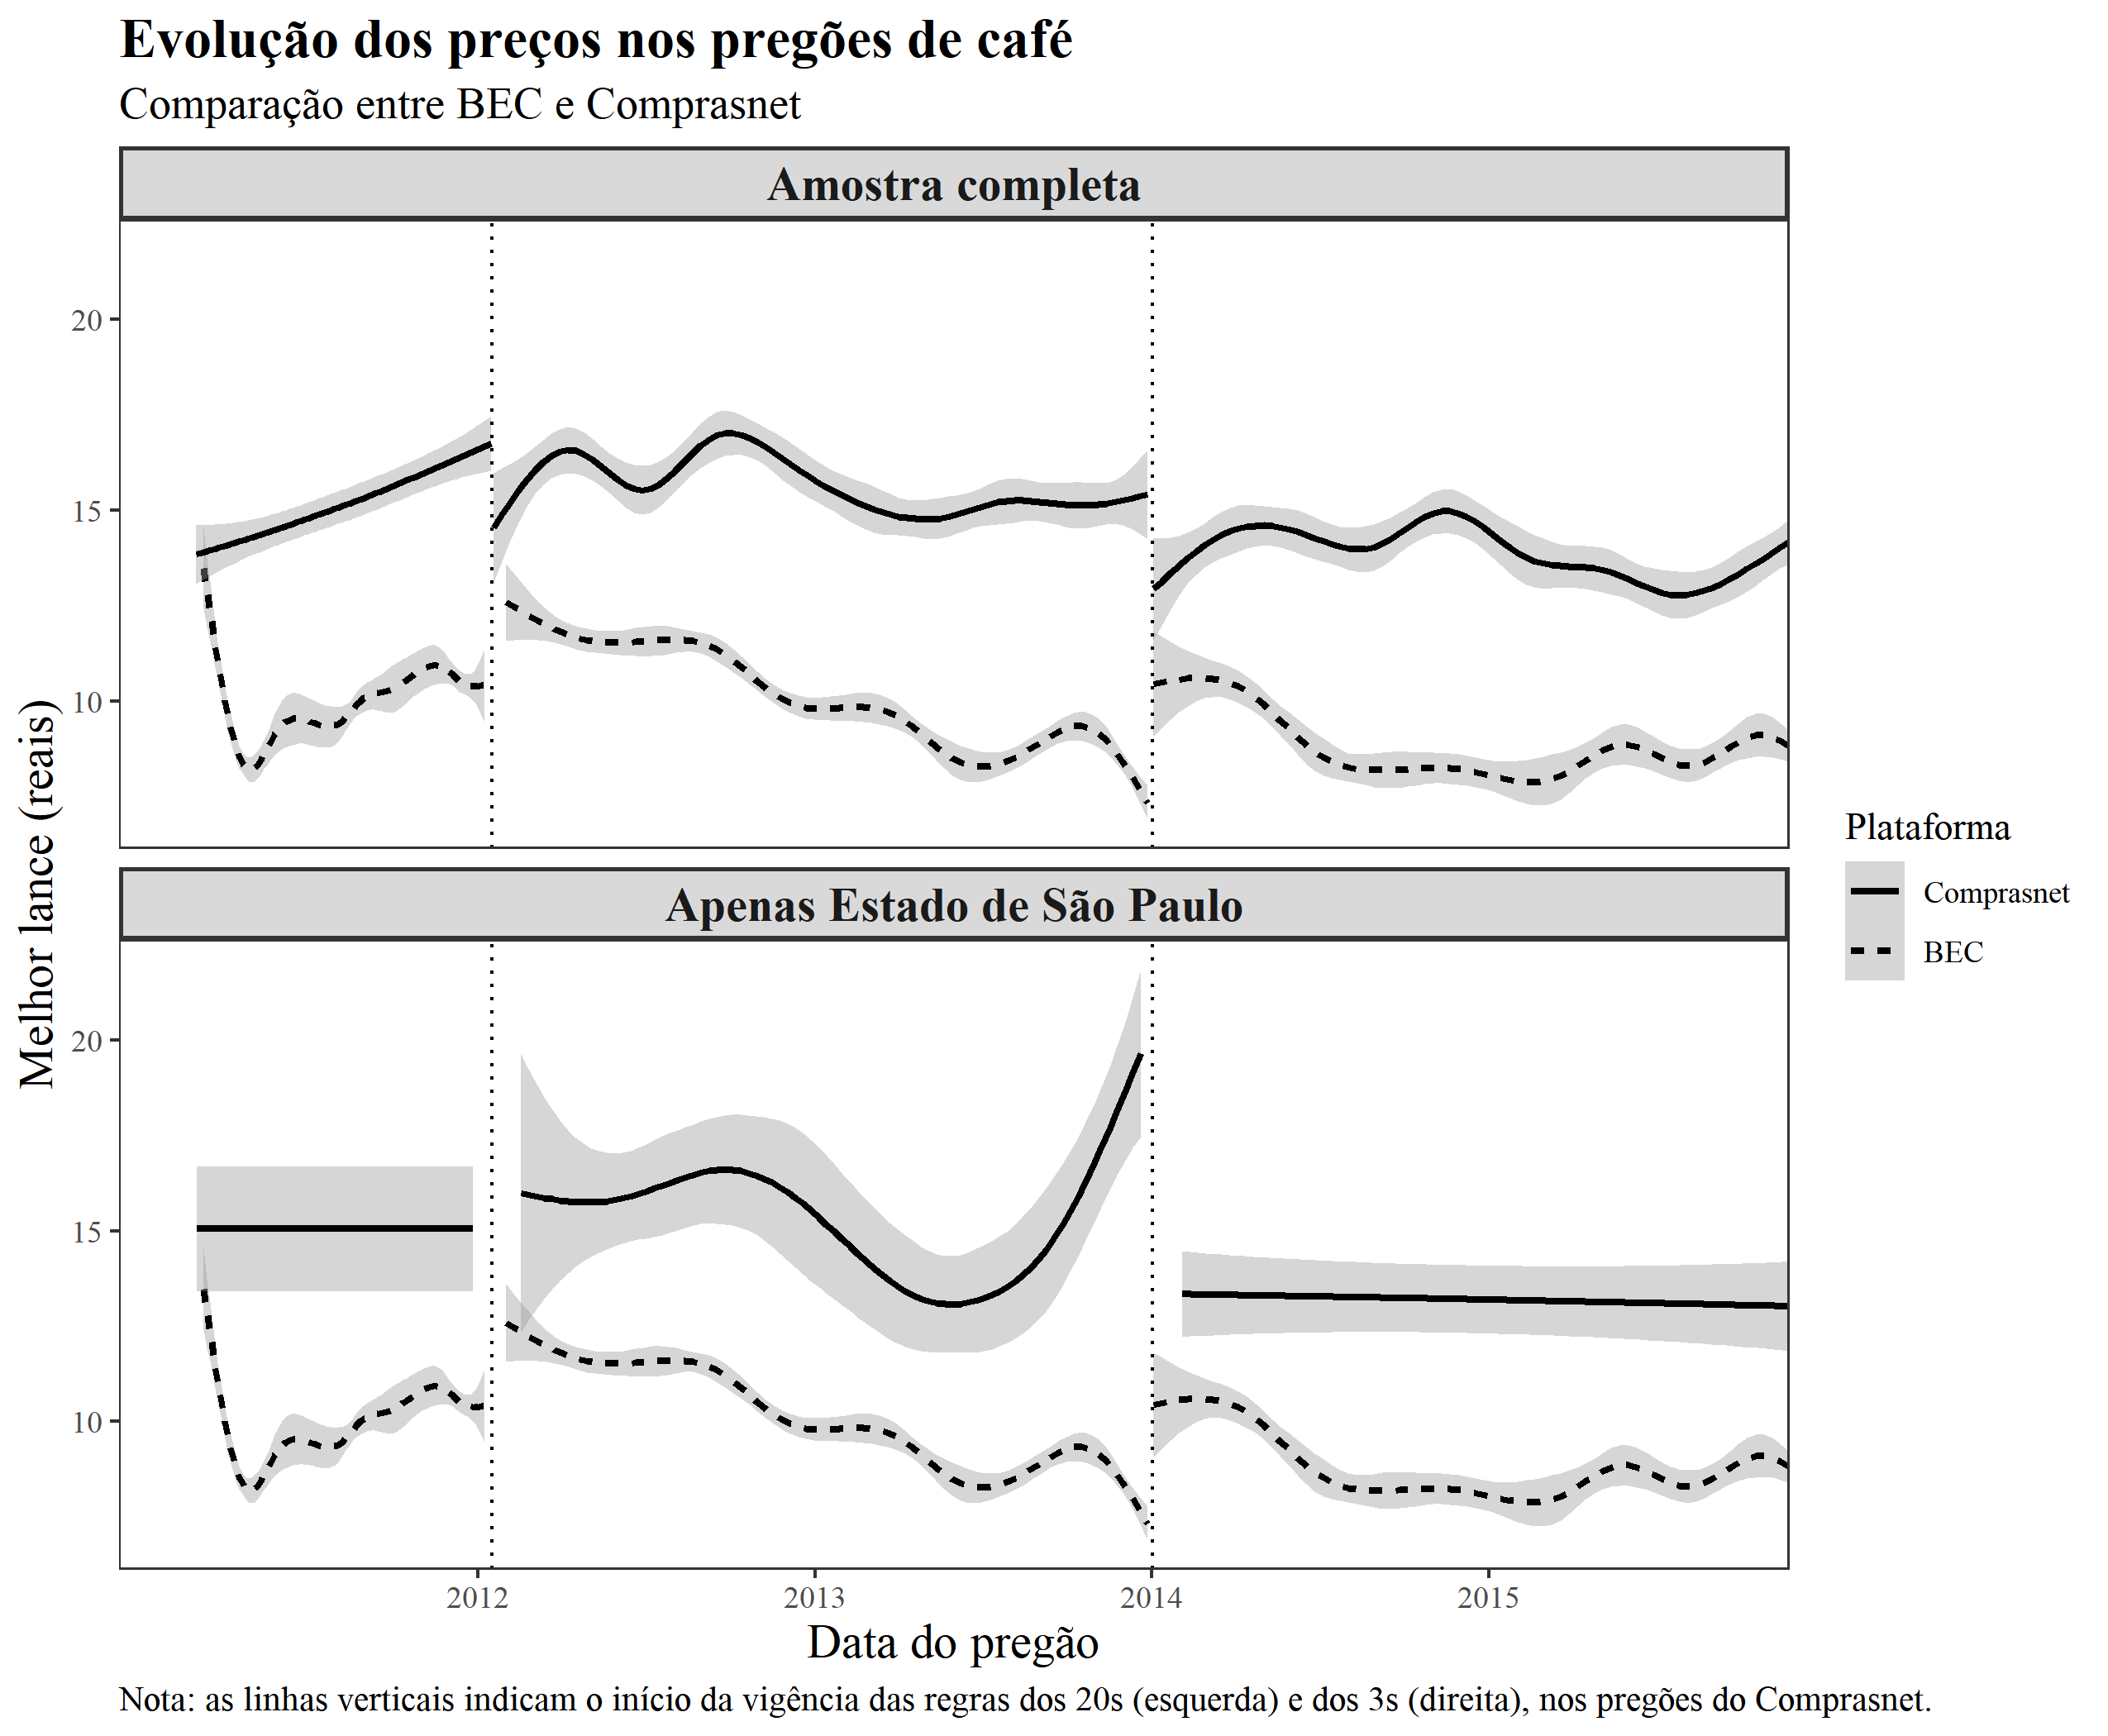 Evolução dos preços nos pregões de café
Comparação entre BEC e Comprasnet
Amostra completa
20
15
10
Apenas Estado de São Paulo
20
15
10
Melhor lance (reais)
2012
2013
2014
2015
Data do pregão
Plataforma
Comprasnet
BEC
Nota: as linhas verticais indicam o início da vigência das regras dos 20s (esquerda) e dos 3s (direita), nos pregões do Comprasnet.